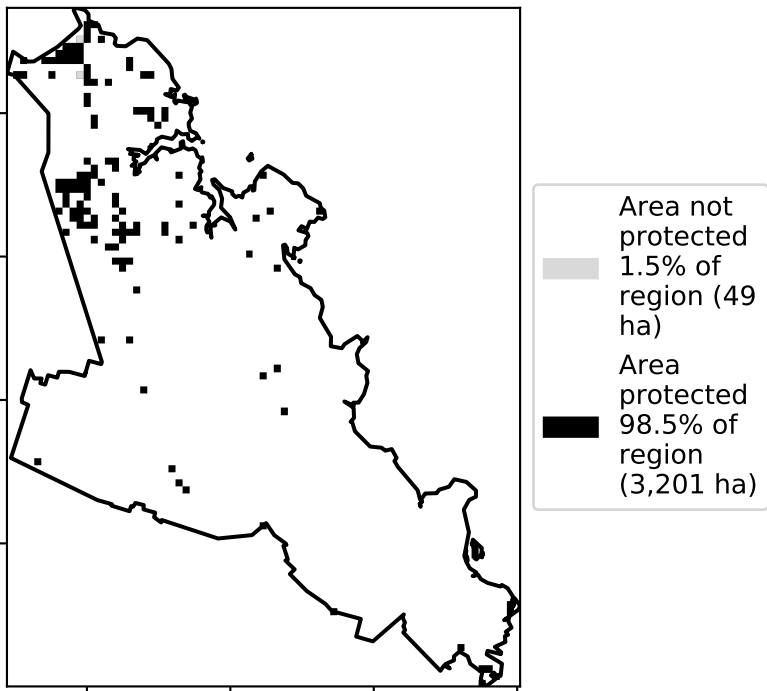 Area not
protected
1.5% of
region (49
ha)
Area
protected
98.5% of
region
(3,201 ha)